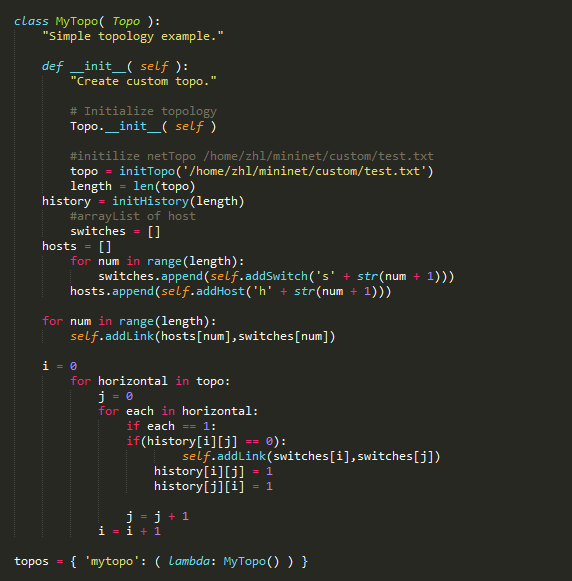 class MyTopo( Topo ):
    "Simple topology example."

    def __init__( self ):
        "Create custom topo."

        # Initialize topology
        Topo.__init__( self )

        #initilize netTopo /home/zhl/mininet/custom/test.txt
        topo = initTopo('/home/zhl/mininet/custom/test.txt')
        length = len(topo)
    history = initHistory(length)
        #arrayList of host
        switches = []
    hosts = []
        for num in range(length):
            switches.append(self.addSwitch('s' + str(num + 1)))
        hosts.append(self.addHost('h' + str(num + 1)))

    for num in range(length):
        self.addLink(hosts[num],switches[num])

    i = 0
        for horizontal in topo:
            j = 0
            for each in horizontal:
                if each == 1:
                if(history[i][j] == 0):
                        self.addLink(switches[i],switches[j])
                    history[i][j] = 1
                    history[j][i] = 1

                j = j + 1
            i = i + 1

topos = { 'mytopo': ( lambda: MyTopo() ) }